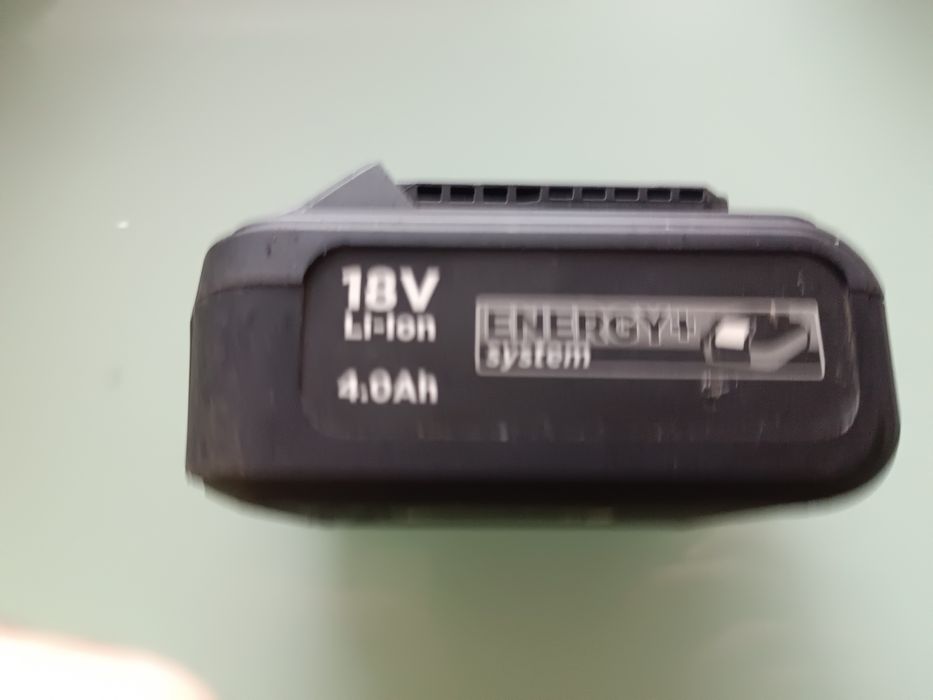 18V
Li-Ion
4.0Ah
ENERGY+
system